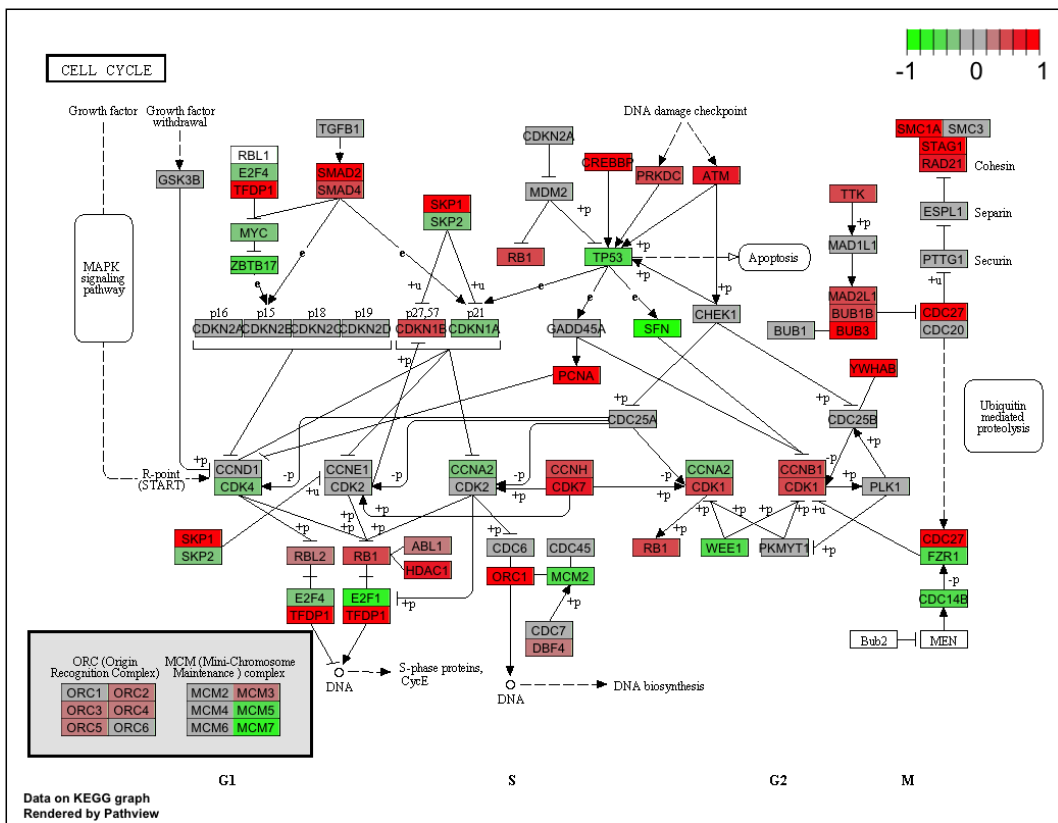 -1 0 1
CELL CYCLE
Growth factor
Growth factor
withdrawal
DNA damage checkpoint
TGFB1
CDKN2A
SMC1A SMC3
STAG1
RAD21
Cohesin
RBL1
E2F4
TFDP1
GSK3B
SMAD2
SMAD4
CREBBP
PRKDC
ATM
TTK
SKP1
SKP2
MDM2
+p
+p
ESPL1
Separin
MYC
ZBTB17
RB1
TP53
+p
Apoptosis
MAD1L1
PTTG1
Securin
MAPK
signaling
pathway
e
e
e
+u
+u
e
e
e
+p
+p
+u
MAD2L1
BUB1B
BUB3
BUB1
CDC27
CDC20
p16
CDKN2A
p15
CDKN2B
p18
CDKN2C
p19
CDKN2D
p27,57
CDKN1B
p21
CDKN1A
GADD45A
SFN
CHEK1
+p
PCNA
YWHAB
Ubiquitin
mediated
proteolysis
+p
CDC25A
+p
CDC25B
+p
+p
R-point
(START)
+p
CCND1
CDK4
-p
CCNE1
CDK2
-p
+u
CCNA2
CDK2
-p
+p
CCNH
CDK7
-p
+p
CCNA2
CDK1
-p
CCNB1
CDK1
+p
PLK1
SKP1
SKP2
+p
+p
+p
RBL2
RB1
ABL1
HDAC1
+p
CDC6
CDC45
ORC1
MCM2
+p
RB1
+p
WEE1
+p
+p
PKMYT1
+p
+u
+p
CDC27
FZR1
-p
CDC14B
E2F4
TFDP1
E2F1
TFDP1
+p
CDC7
DBF4
+p
Bub2
MEN
DNA
S-phase proteins,
CycE
DNA
DNA biosynthesis
ORC (Origin
Recognition Complex)
ORC1 ORC2
ORC3 ORC4
ORC5 ORC6
MCM (Mini-Chromosome
Maintenance ) complex
MCM2 MCM3
MCM4 MCM5
MCM6 MCM7
G1 S G2 M
Data on KEGG graph
Rendered by Pathview